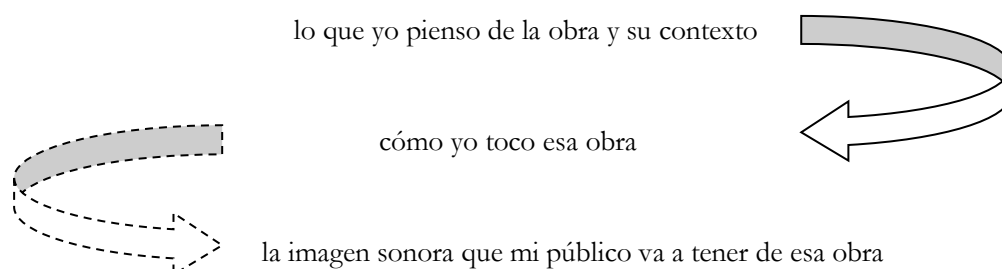 lo que yo pienso de la obra y su contexto
cómo yo toco esa obra
la imagen sonora que mi público va a tener de esa obra